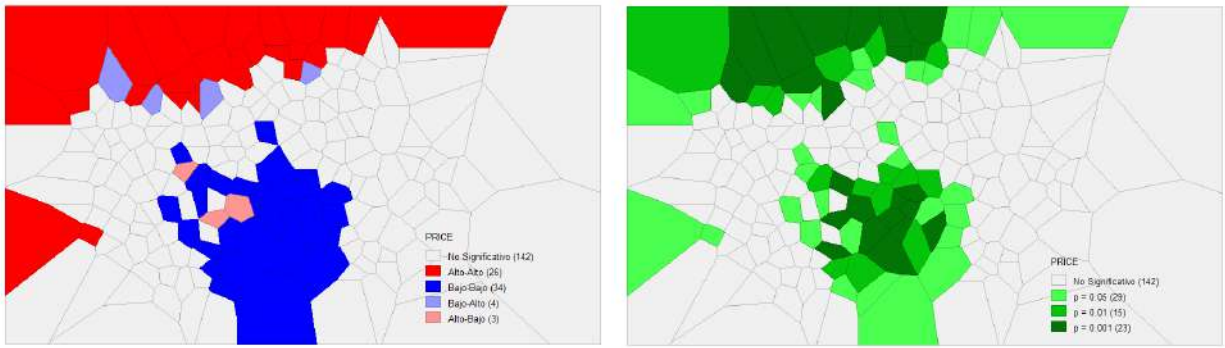 PRICE
No Significativo (142)
Alto-Alto (26)
Bajo-Bajo (34)
Bajo-Alto (4)
Alto-Bajo (3)
PRICE
No Significativo (142)
p = 0.05 (29)
p = 0.01 (15)
p = 0.001 (23)